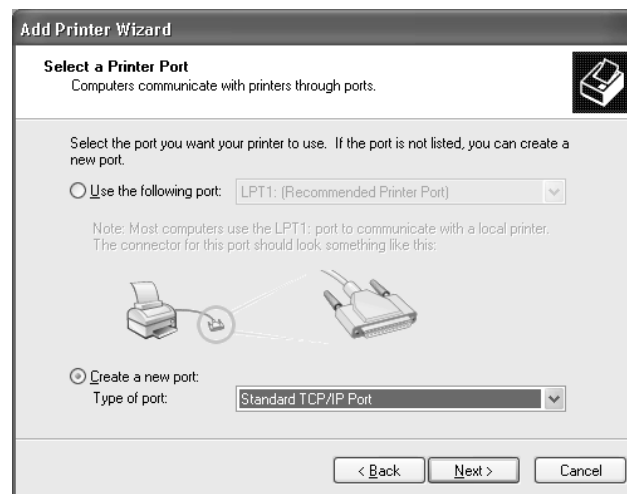 Add Printer Wizard
Select a Printer Port
Computers communicate with printers through ports.
Select the port you want your printer to use. If the port is not listed, you can create a
new port.
Use the following port:
LPT1: (Recommended Printer Port)
Note: Most computers use the LPT1: port to communicate with a local printer.
The connector for this port should look something like this:
Create a new port:
Type of port:
Standard TCP/IP Port
< Back
Next >
Cancel